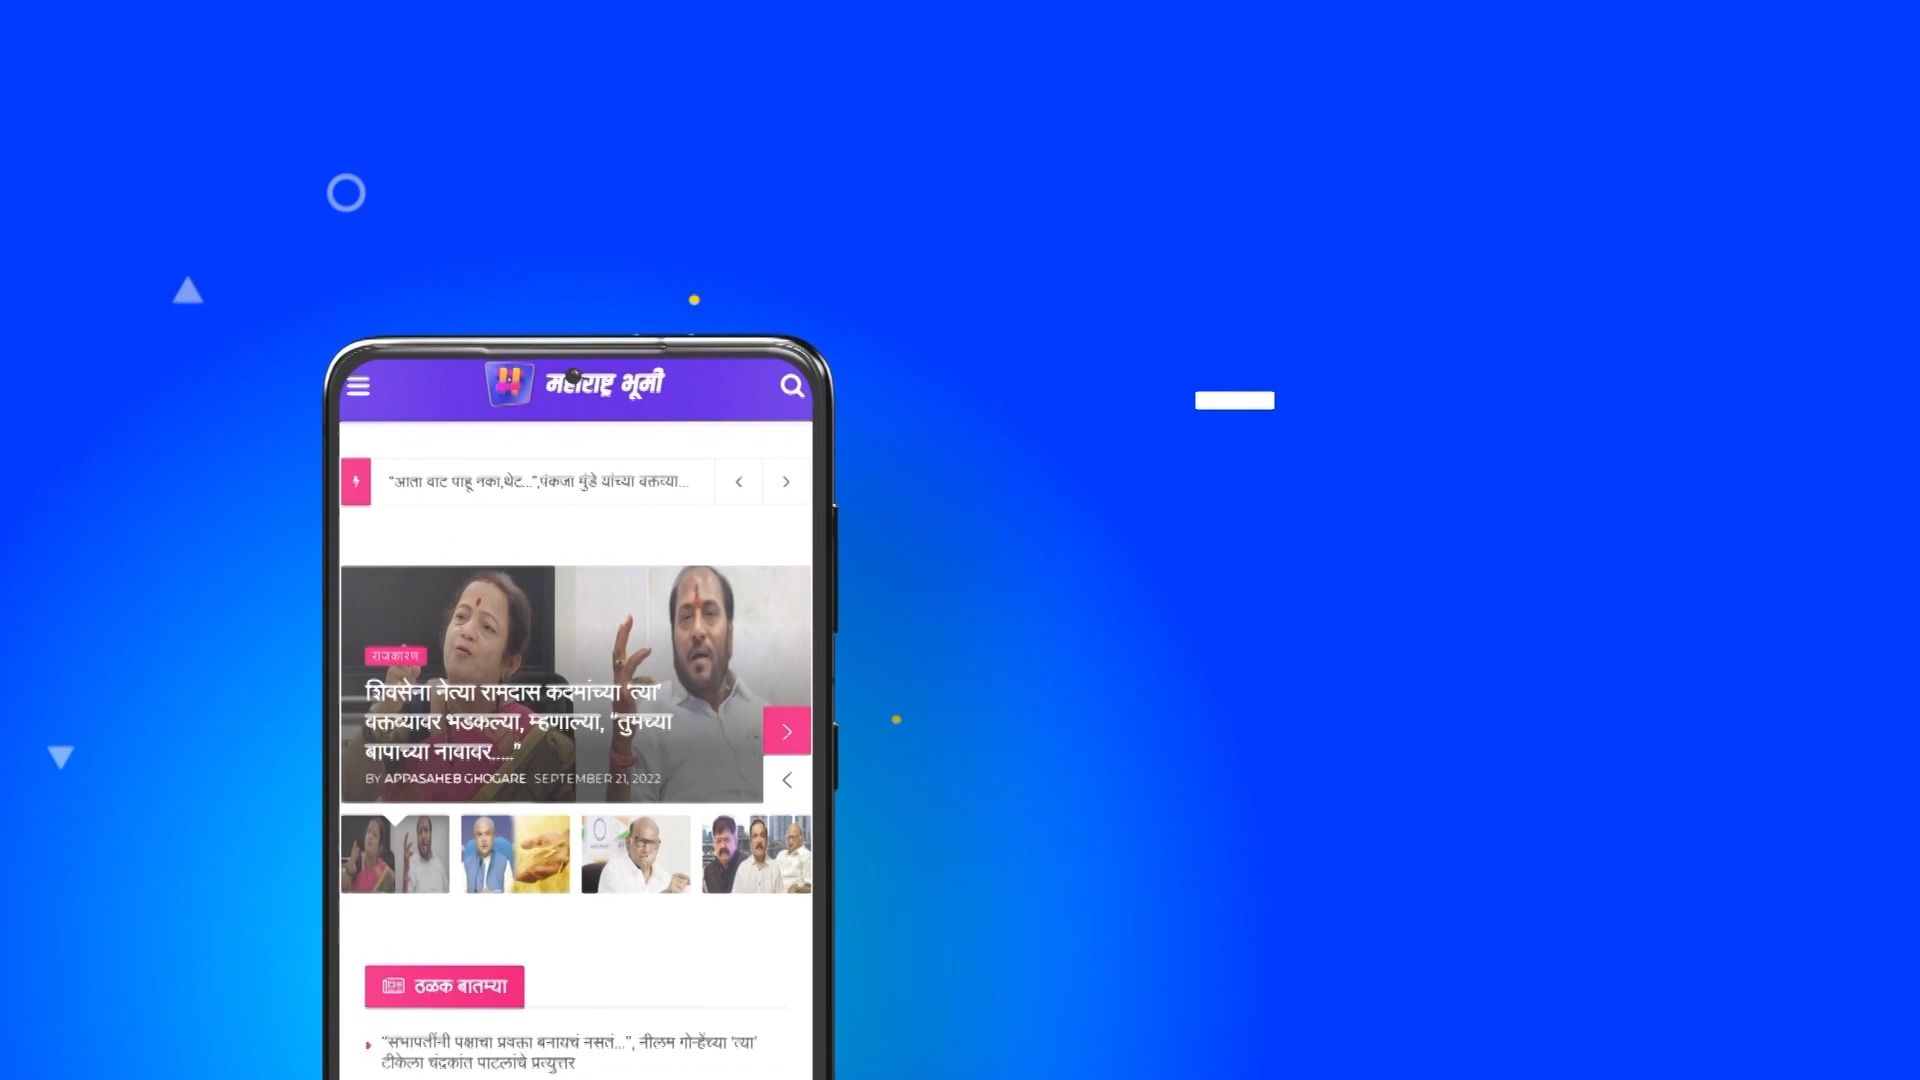 महाराष्ट्र भूमी
“आता वाट पाहू नका,थेट...”,पंकजा मुंडे यांच्या वक्तव्या...
राजकारण
शिवसेना नेत्या रामदास कदमांच्या 'त्या'
वक्तव्यावर भडकल्या, म्हणाल्या, “तुमच्या
बापाच्या नावावर.....”
BY APPASAHEB GHOGARE SEPTEMBER 21, 2022
ठळक बातम्या
“सभापतींनी पक्षाचा प्रवक्ता बनायचं नसतं...”, नीलम गोऱ्हेंच्या 'त्या'
टीकेला चंद्रकांत पाटलांचे प्रत्युत्तर